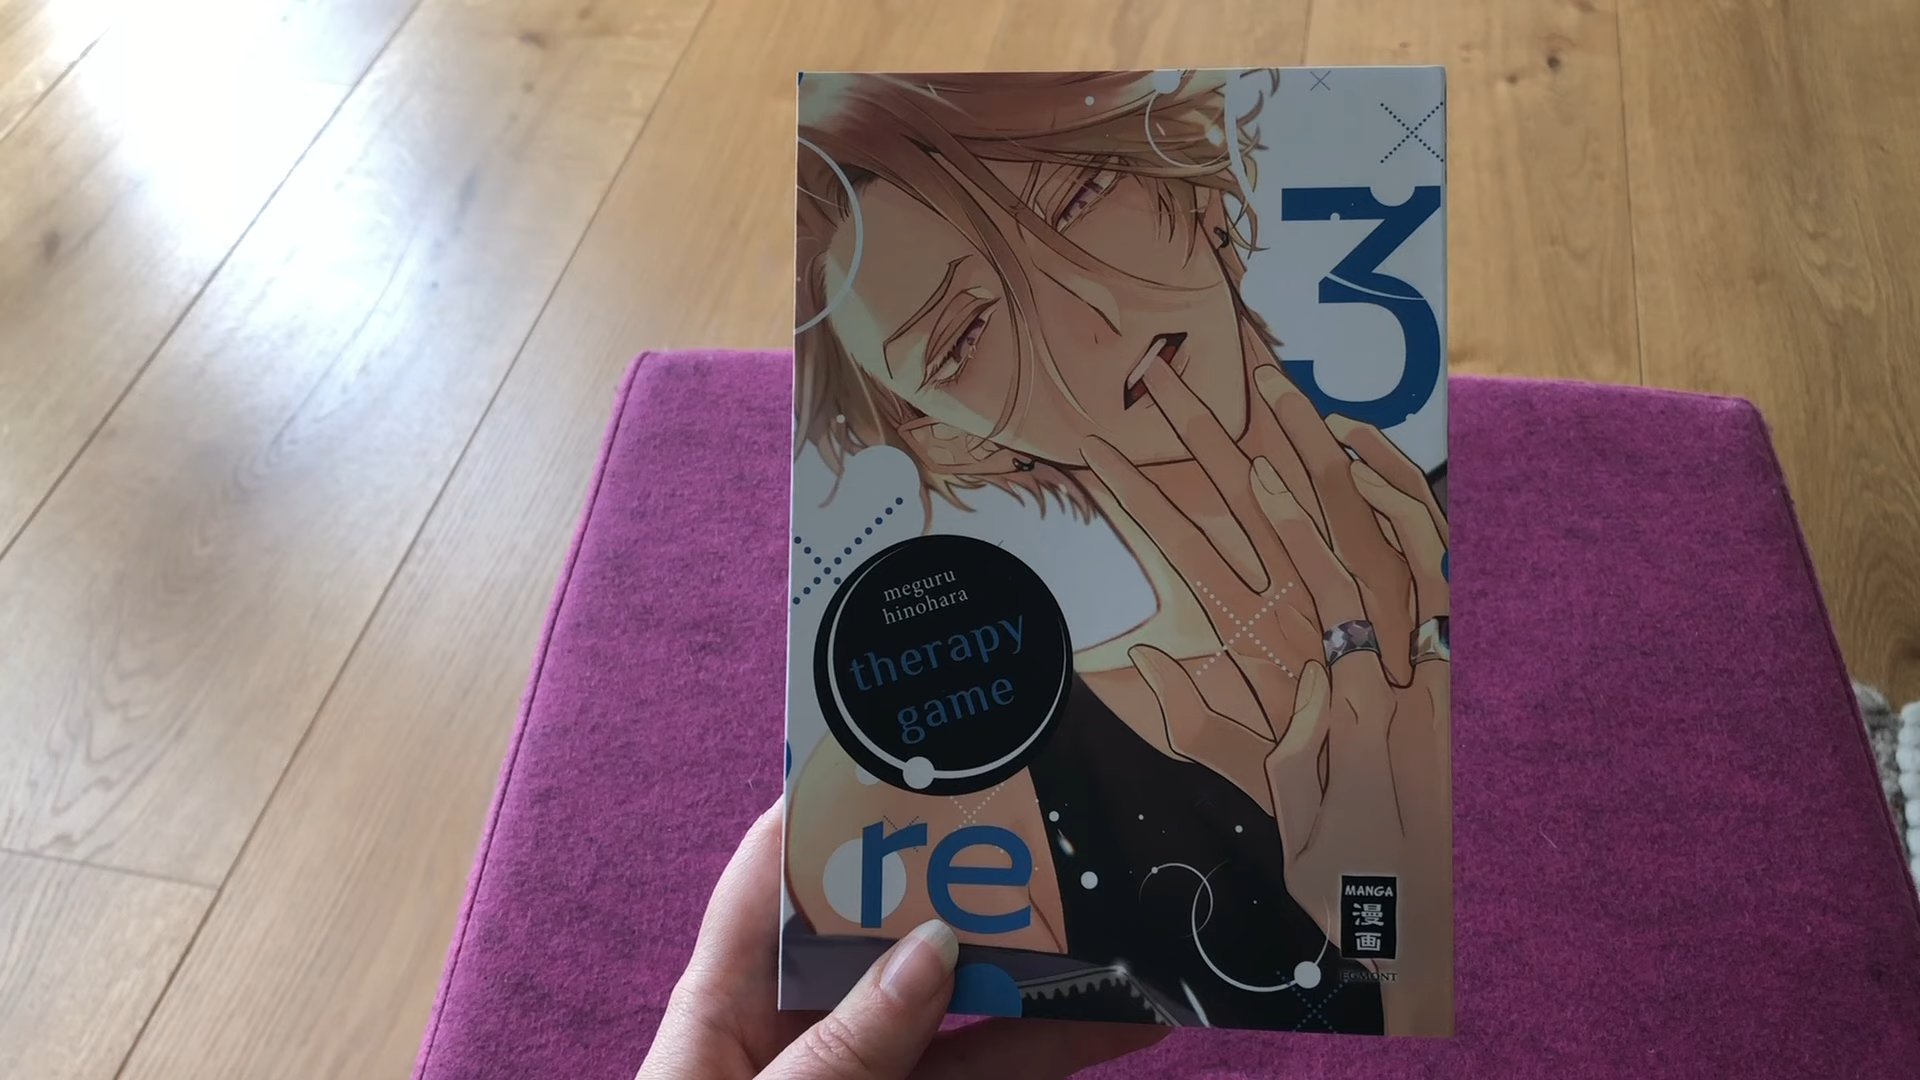 3
meguru
hinohara
therapy
game
re
MANGA
漫
画
EGMONT